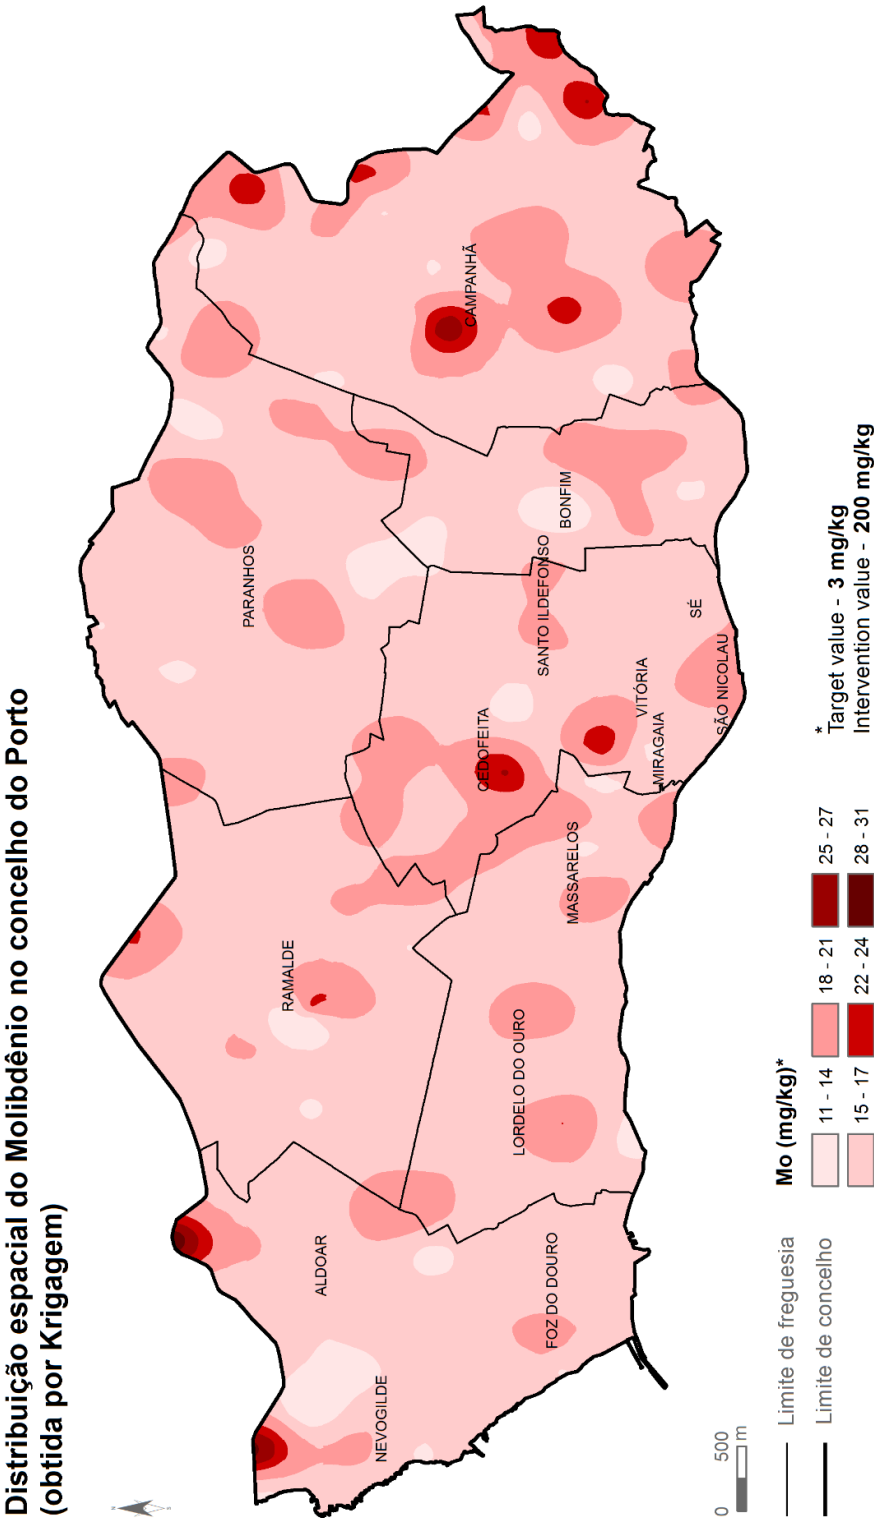 Distribuição espacial do Molibdênio no concelho do Porto
(obtida por Krigagem)
N
S
PARANHOS
CAMPANHÃ
RAMALDE
ALDOAR
NEVOGILDE
CEDOFEITA
SANTO ILDEFONSO
BONFIM
LORDELO DO OURO
MASSARELOS
FOZ DO DOURO
VITÓRIA
MIRAGAIA
SÉ
SÃO NICOLAU
0 500
m
Limite de freguesia
Limite de concelho
Mo (mg/kg)*
11 - 14
18 - 21
25 - 27
15 - 17
22 - 24
28 - 31
*
Target value - 3 mg/kg
Intervention value - 200 mg/kg